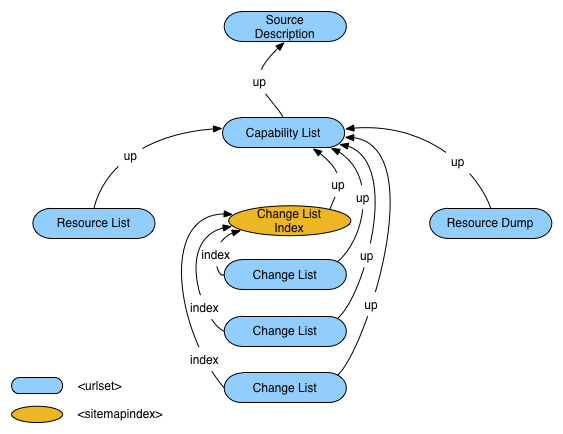 Source
Description
up
Capability List
up
up
up
Change List
Index
up
Resource List
Resource Dump
index
Change List
up
index
Change List
up
index
Change List
<urlset>
<sitemapindex>